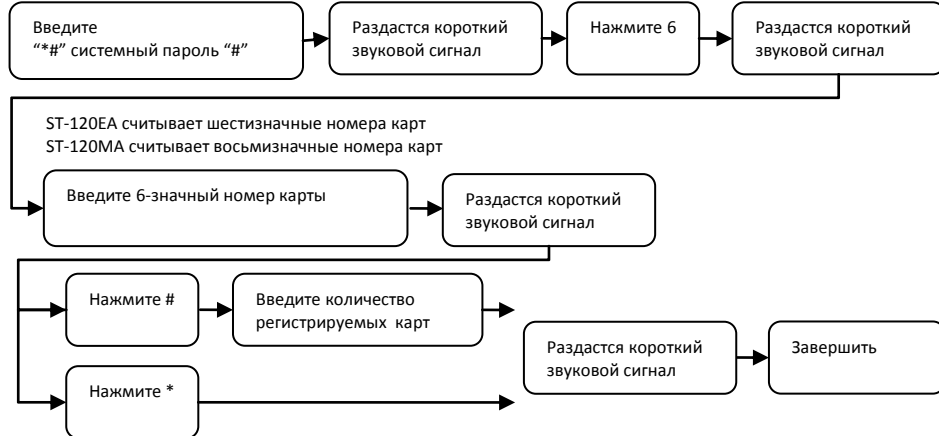 Введите
“*#” системный пароль “#”
Раздастся короткий
звуковой сигнал
Нажмите 6
Раздастся короткий
звуковой сигнал
ST-120EA считывает шестизначные номера карт
ST-120MA считывает восьмизначные номера карт
Введите 6-значный номер карты
Раздастся короткий
звуковой сигнал
Нажмите #
Введите количество
регистрируемых карт
Нажмите *
Раздастся короткий
звуковой сигнал
Завершить